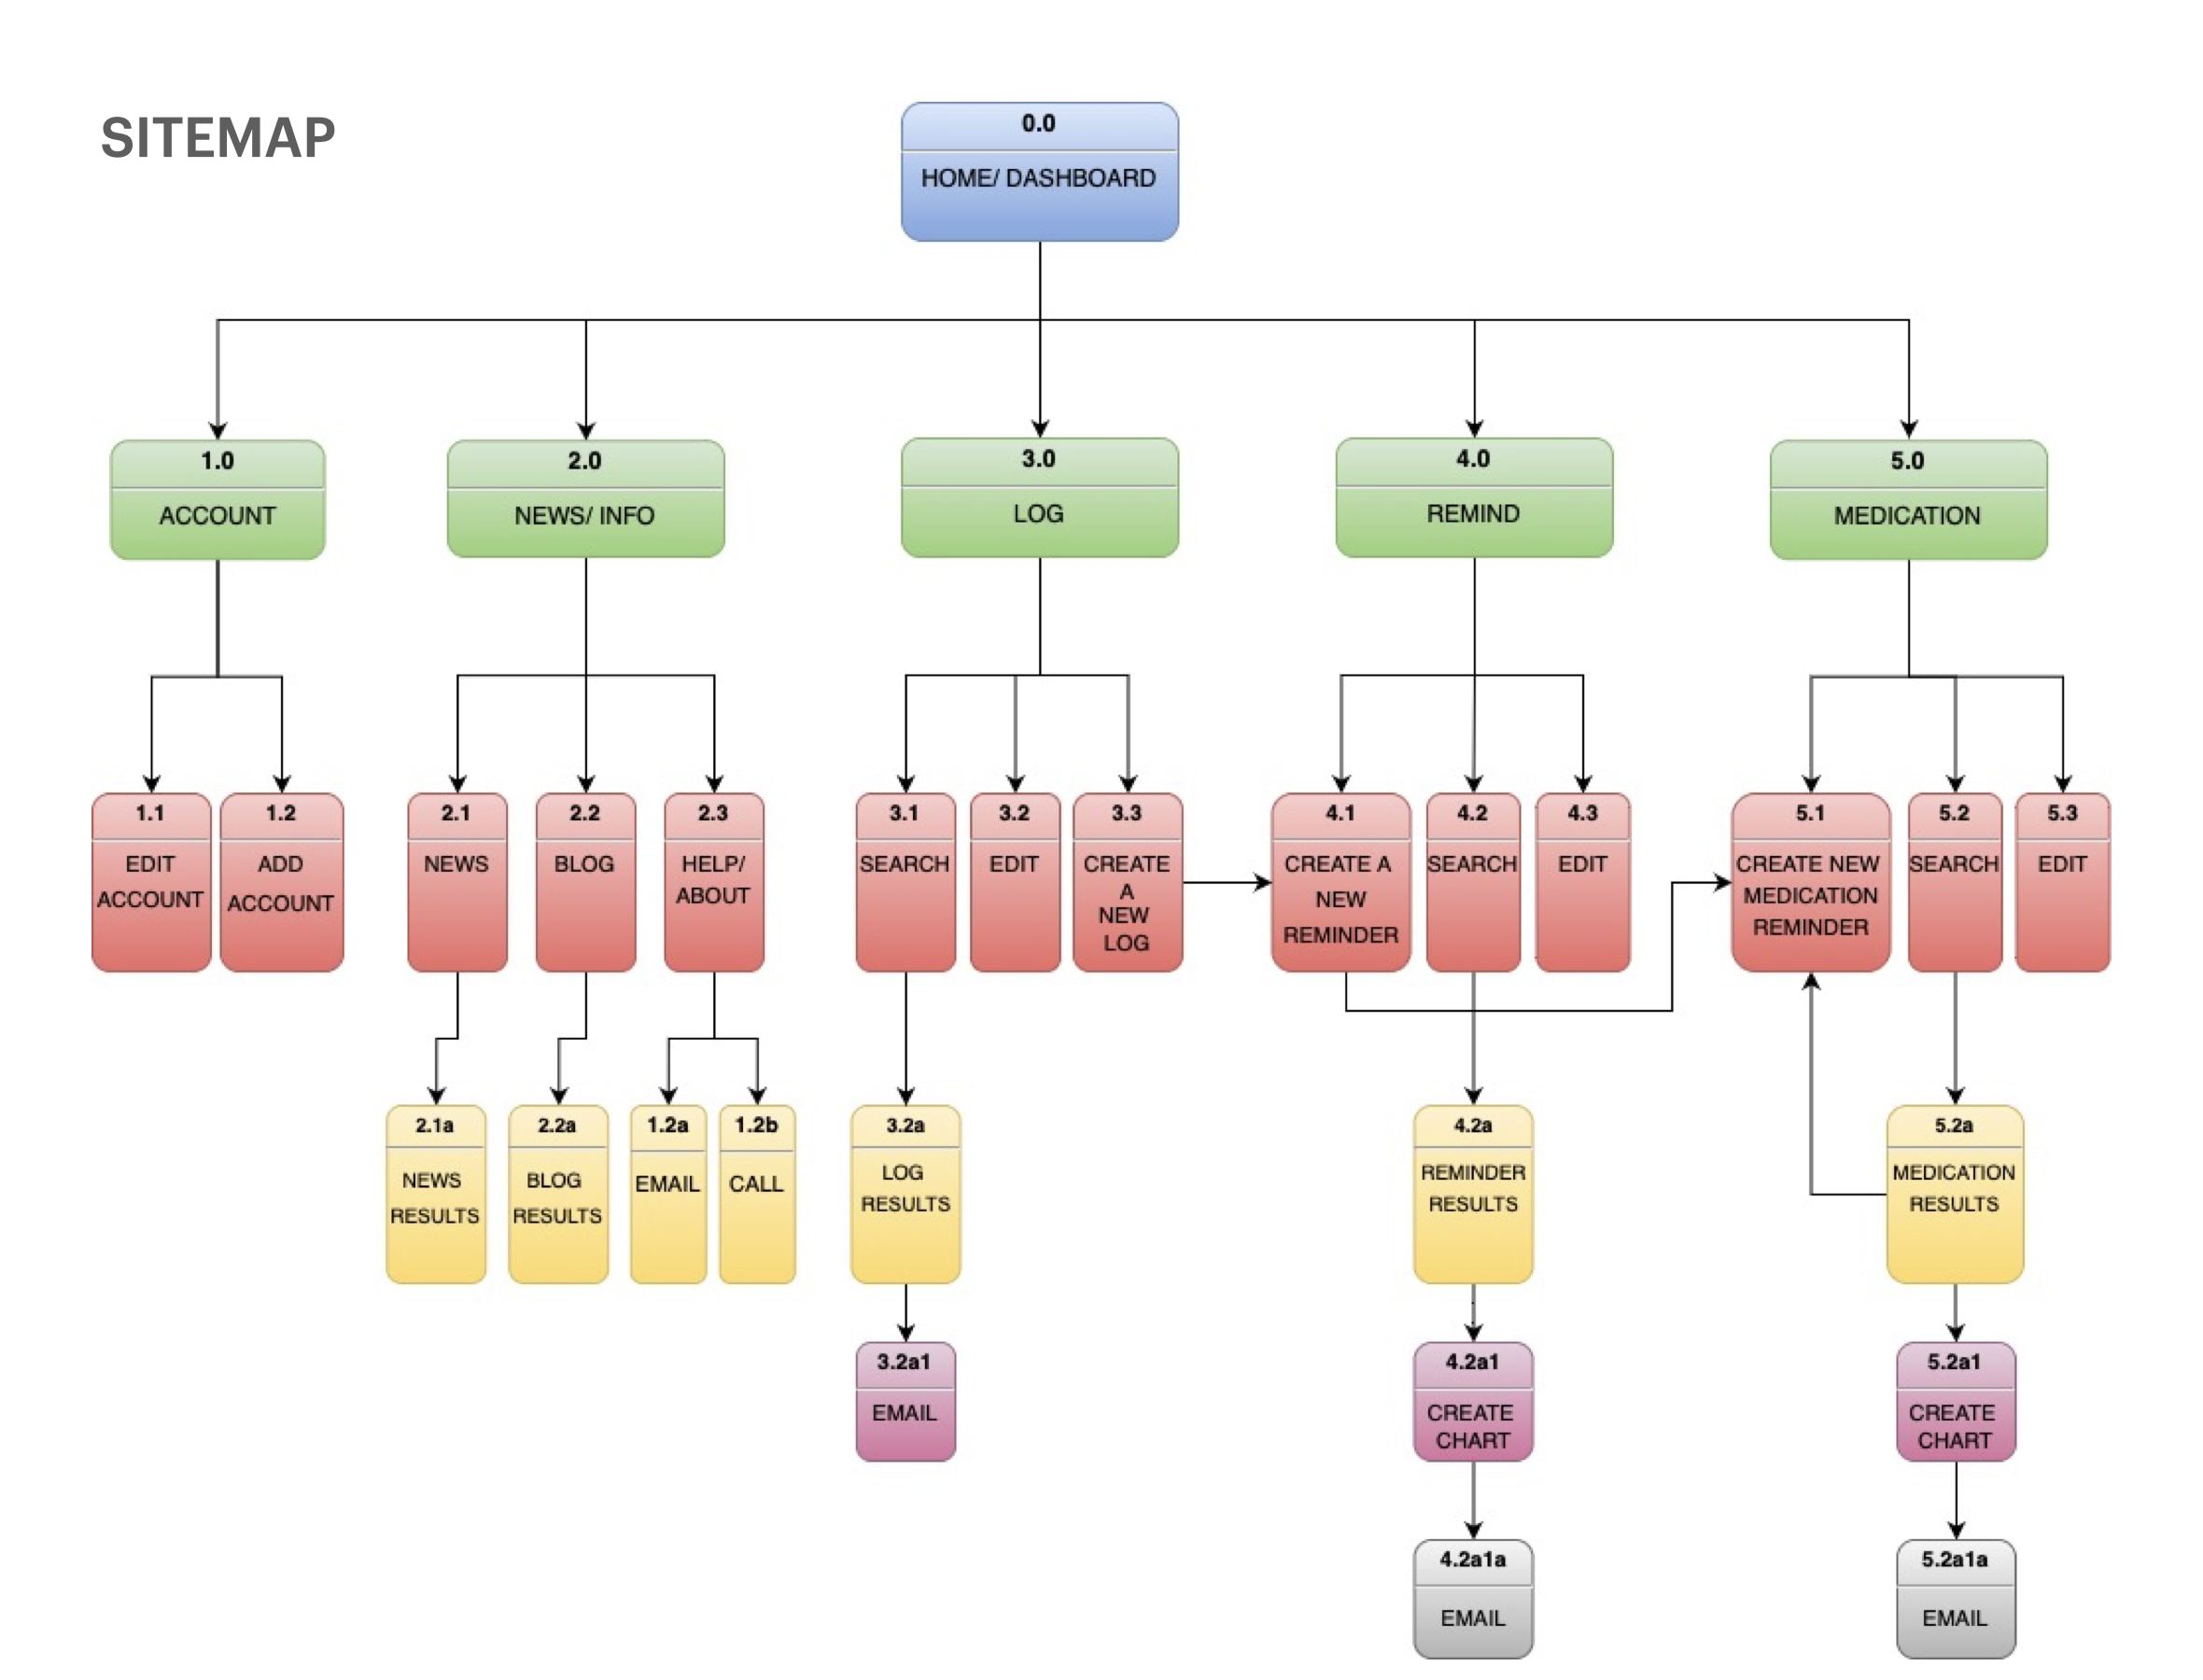 SITEMAP
0.0
HOME/ DASHBOARD
1.0
ACCOUNT
2.0
NEWS/ INFO
3.0
LOG
4.0
REMIND
5.0
MEDICATION
1.1
EDIT
ACCOUNT
1.2
ADD
ACCOUNT
2.1
NEWS
2.2
BLOG
2.3
HELP/
ABOUT
3.1
SEARCH
3.2
EDIT
3.3
CREATE
A
NEW
LOG
4.1
CREATE A
NEW
REMINDER
4.2
SEARCH
4.3
EDIT
5.1
CREATE NEW
MEDICATION
REMINDER
5.2
SEARCH
5.3
EDIT
2.1a
NEWS
RESULTS
2.2a
BLOG
RESULTS
1.2a
EMAIL
1.2b
CALL
3.2a
LOG
RESULTS
4.2a
REMINDER
RESULTS
5.2a
MEDICATION
RESULTS
3.2a1
EMAIL
4.2a1
CREATE
CHART
5.2a1
CREATE
CHART
4.2a1a
EMAIL
5.2a1a
EMAIL